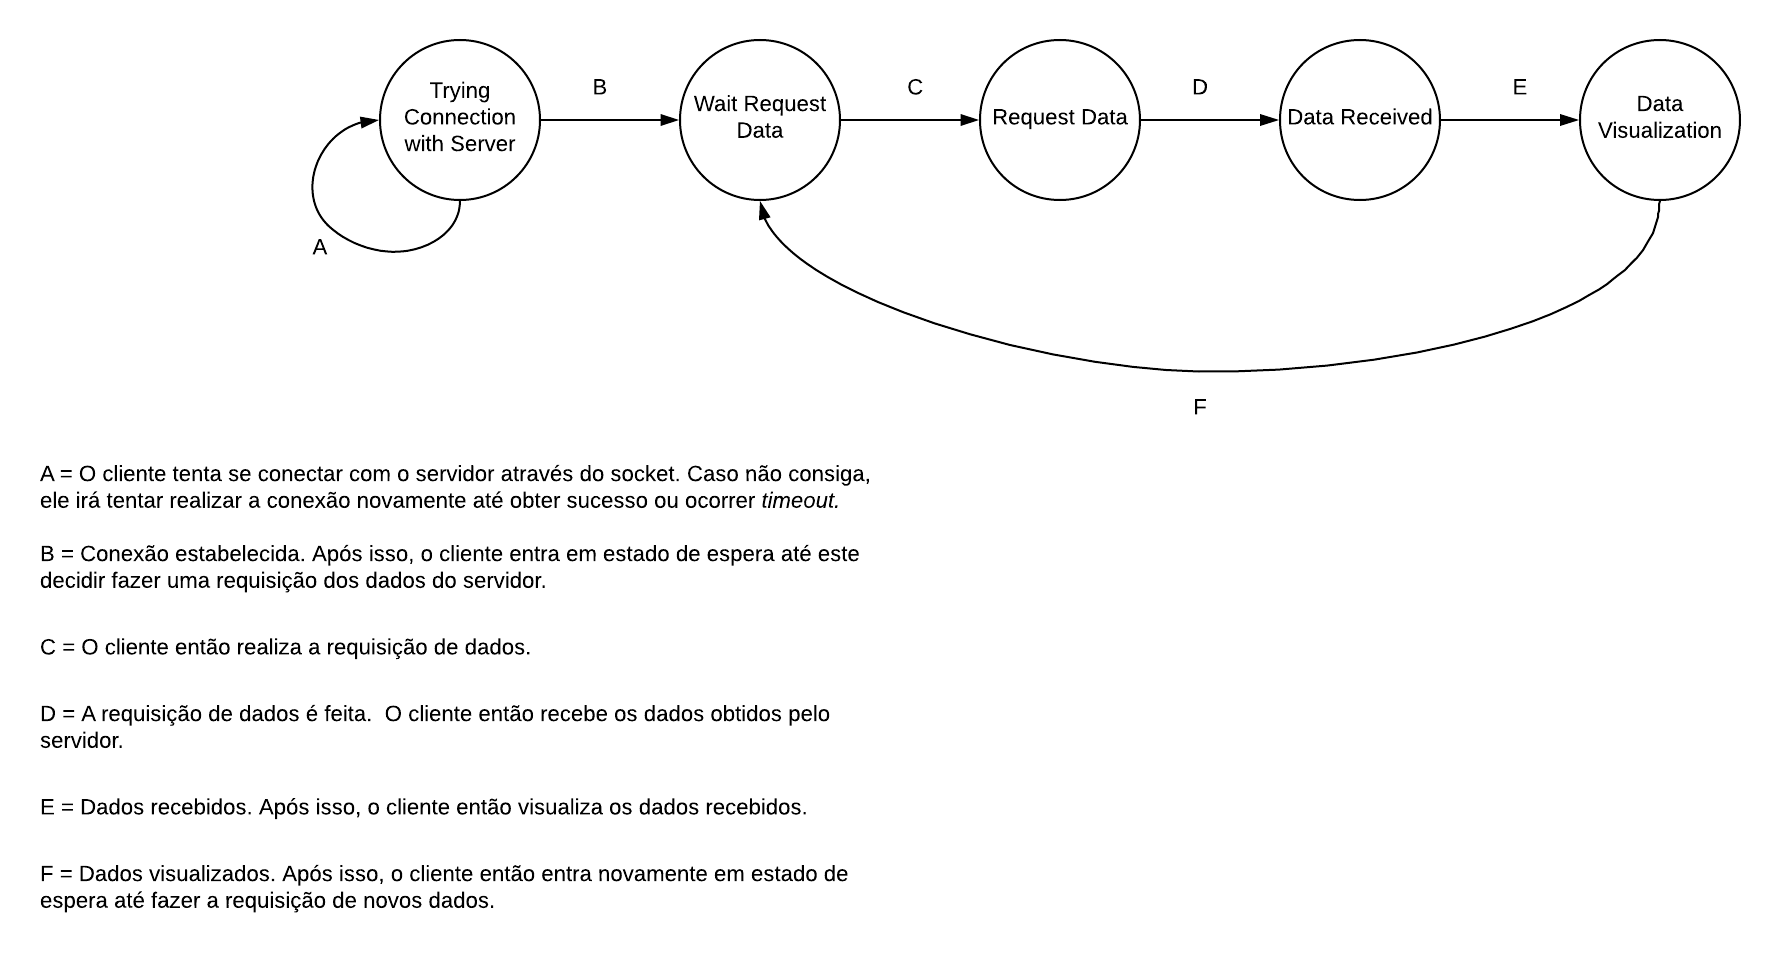 Trying
Connection
with Server
B
Wait Request
Data
C
Request Data
D
Data Received
E
Data
Visualization
A
F
A = O cliente tenta se conectar com o servidor através do socket. Caso não consiga,
ele irá tentar realizar a conexão novamente até obter sucesso ou ocorrer timeout.
B = Conexão estabelecida. Após isso, o cliente entra em estado de espera até este
decidir fazer uma requisição dos dados do servidor.
C = O cliente então realiza a requisição de dados.
D = A requisição de dados é feita.  O cliente então recebe os dados obtidos pelo
servidor.
E = Dados recebidos. Após isso, o cliente então visualiza os dados recebidos.
F = Dados visualizados. Após isso, o cliente então entra novamente em estado de
espera até fazer a requisição de novos dados.